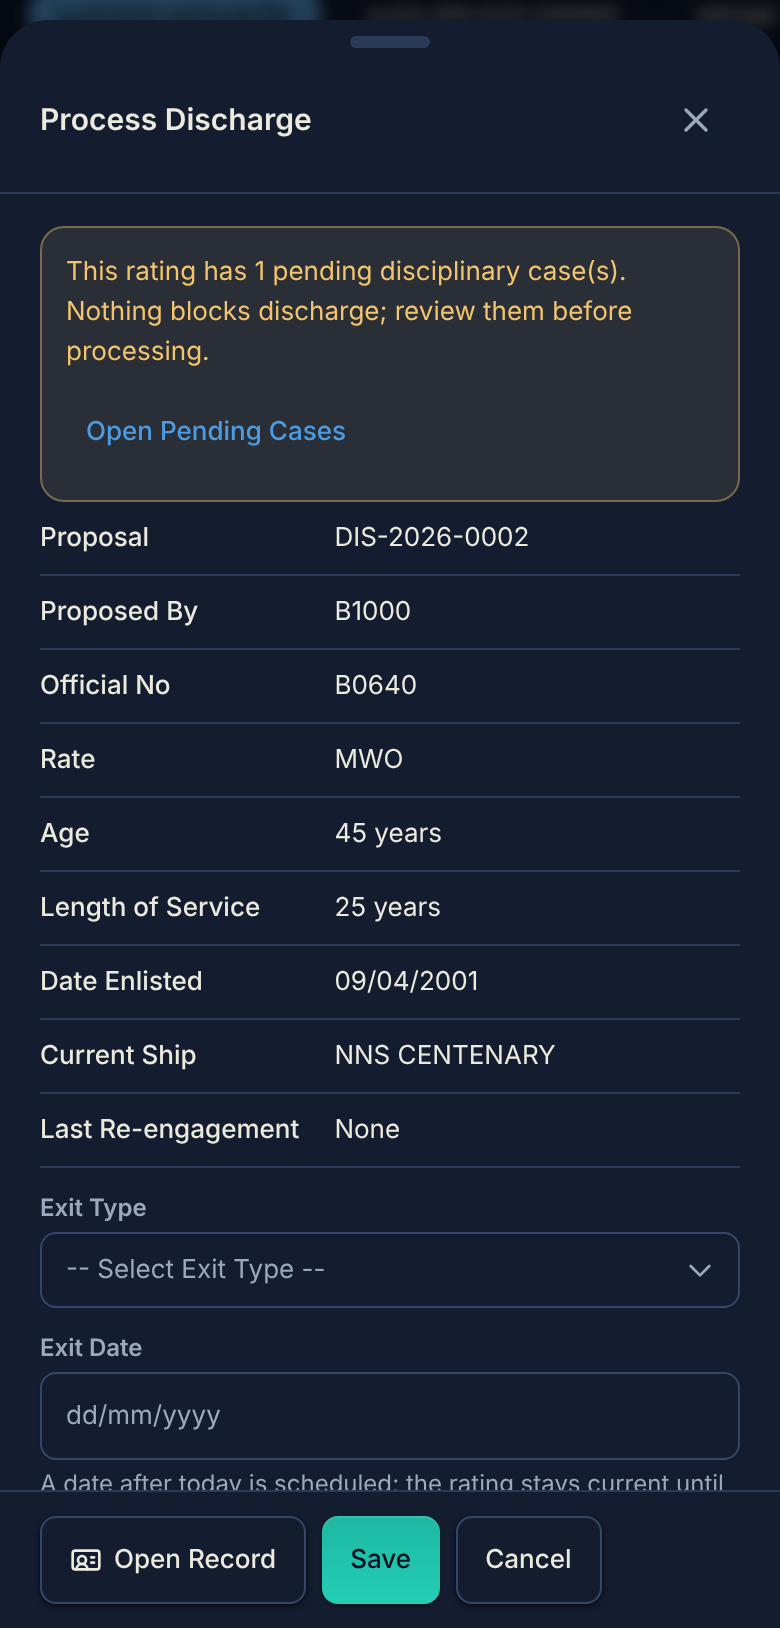 Process Discharge
This rating has 1 pending disciplinary case(s).
Nothing blocks discharge; review them before
processing.
Open Pending Cases
Proposal DIS-2026-0002
Proposed By B1000
Official No B0640
Rate MWO
Age 45 years
Length of Service 25 years
Date Enlisted 09/04/2001
Current Ship NNS CENTENARY
Last Re-engagement None
Exit Type
-- Select Exit Type --
Exit Date
dd/mm/yyyy
A date after today is scheduled; the rating stays current until
Open Record Save Cancel